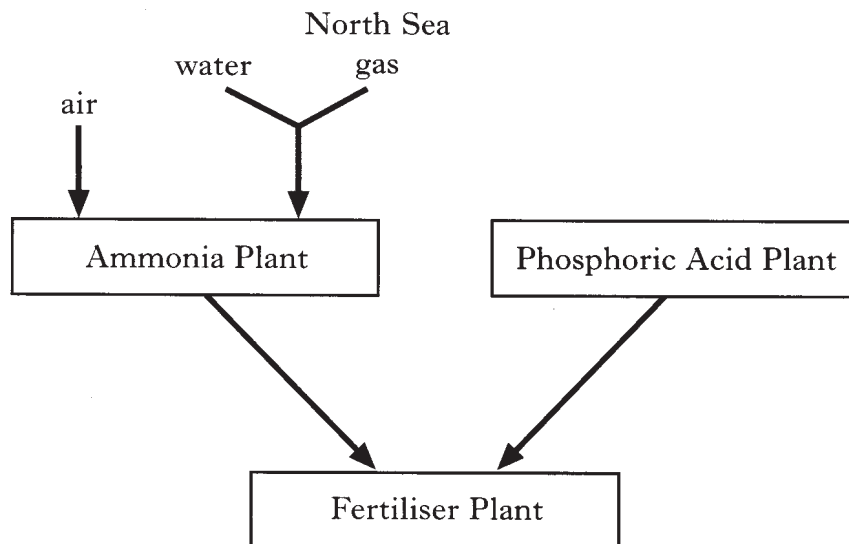 North Sea
water gas
air
Ammonia Plant
Phosphoric Acid Plant
Fertiliser Plant